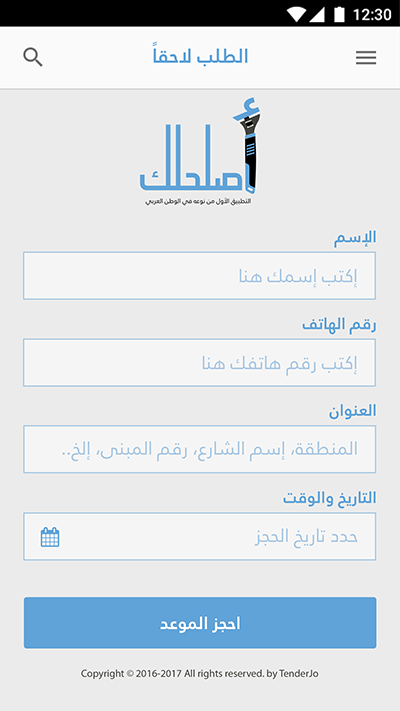 12:30
الطلب لاحقاً
أصلحلك
التطبيق الأول من نوعه في الوطن العربي
الإسم
إكتب إسمك هنا
رقم الهاتف
إكتب رقم هاتفك هنا
العنوان
المنطقة، إسم الشارع، رقم المبنى، إلخ..
التاريخ والوقت
حدد تاريخ الحجز
احجز الموعد
Copyright © 2016-2017 All rights reserved. by TenderJo